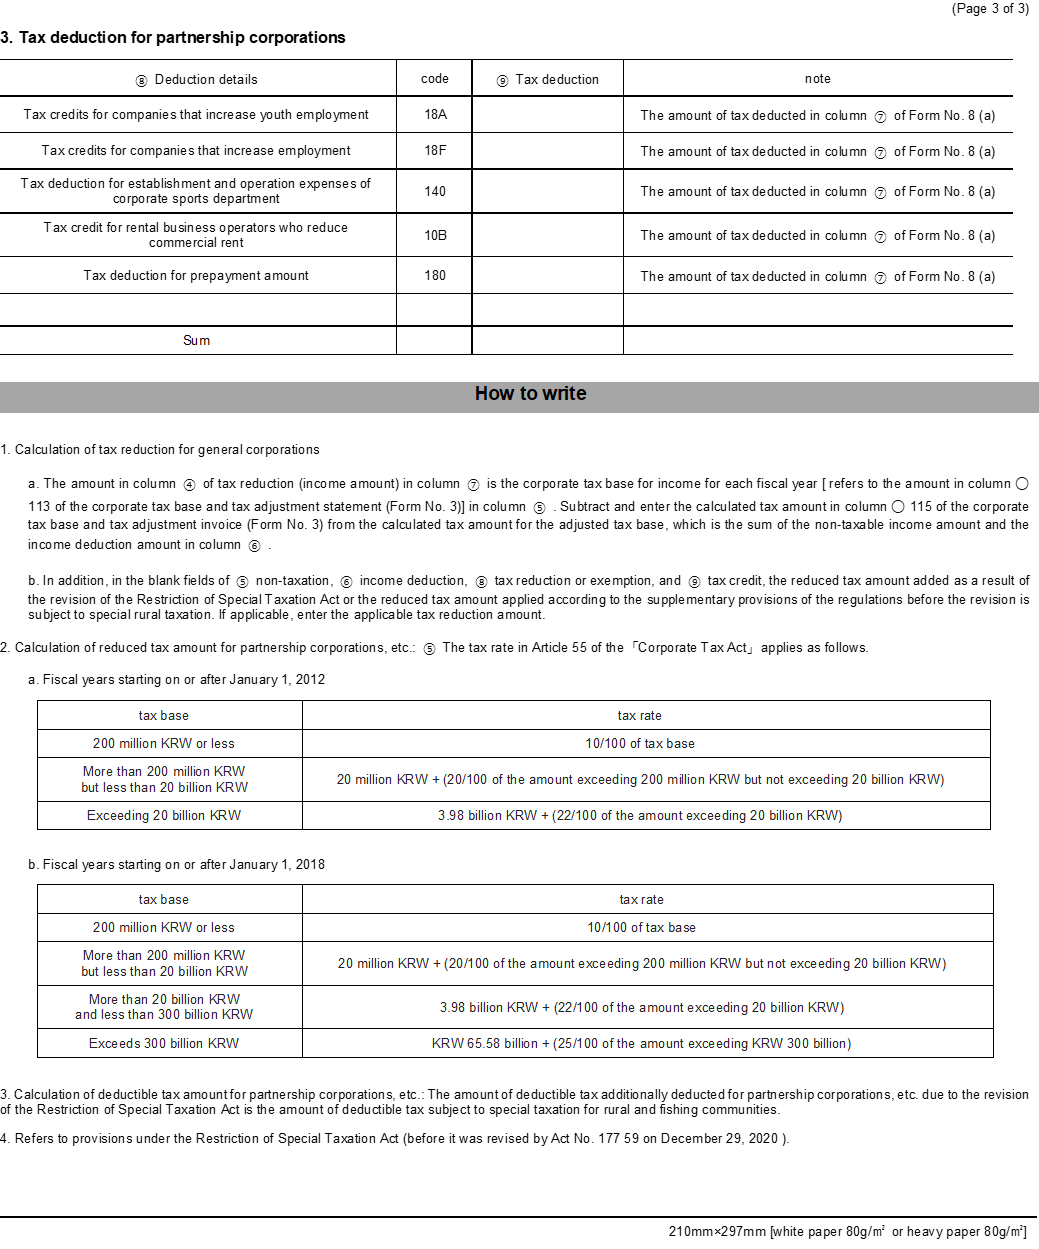 (Page 3 of 3)
3. Tax deduction for partnership corporations
⑧ Deduction details code ⑨ Tax deduction note
Tax credits for companies that increase youth employment 18A The amount of tax deducted in column ⑦ of Form No. 8 (a)
Tax credits for companies that increase employment 18F The amount of tax deducted in column ⑦ of Form No. 8 (a)
Tax deduction for establishment and operation expenses of
corporate sports department 140 The amount of tax deducted in column ⑦ of Form No. 8 (a)
Tax credit for rental business operators who reduce
commercial rent 10B The amount of tax deducted in column ⑦ of Form No. 8 (a)
Tax deduction for prepayment amount 180 The amount of tax deducted in column ⑦ of Form No. 8 (a)
Sum
How to write
1. Calculation of tax reduction for general corporations
a. The amount in column ④ of tax reduction (income amount) in column ⑦ is the corporate tax base for income for each fiscal year [ refers to the amount in column ◯
113 of the corporate tax base and tax adjustment statement (Form No. 3)] in column ⑤ . Subtract and enter the calculated tax amount in column ◯ 115 of the corporate
tax base and tax adjustment invoice (Form No. 3) from the calculated tax amount for the adjusted tax base, which is the sum of the non-taxable income amount and the
income deduction amount in column ⑥ .
b. In addition, in the blank fields of ⑤ non-taxation, ⑥ income deduction, ⑧ tax reduction or exemption, and ⑨ tax credit, the reduced tax amount added as a result of
the revision of the Restriction of Special Taxation Act or the reduced tax amount applied according to the supplementary provisions of the regulations before the revision is
subject to special rural taxation. If applicable, enter the applicable tax reduction amount.
2. Calculation of reduced tax amount for partnership corporations, etc.: ⑤ The tax rate in Article 55 of the 「Corporate Tax Act」 applies as follows.
a. Fiscal years starting on or after January 1, 2012
tax base tax rate
200 million KRW or less 10/100 of tax base
More than 200 million KRW
but less than 20 billion KRW 20 million KRW + (20/100 of the amount exceeding 200 million KRW but not exceeding 20 billion KRW)
Exceeding 20 billion KRW 3.98 billion KRW + (22/100 of the amount exceeding 20 billion KRW)
b. Fiscal years starting on or after January 1, 2018
tax base tax rate
200 million KRW or less 10/100 of tax base
More than 200 million KRW
but less than 20 billion KRW 20 million KRW + (20/100 of the amount exceeding 200 million KRW but not exceeding 20 billion KRW)
More than 20 billion KRW
and less than 300 billion KRW 3.98 billion KRW + (22/100 of the amount exceeding 20 billion KRW)
Exceeds 300 billion KRW KRW 65.58 billion + (25/100 of the amount exceeding KRW 300 billion)
3. Calculation of deductible tax amount for partnership corporations, etc.: The amount of deductible tax additionally deducted for partnership corporations, etc. due to the revision
of the Restriction of Special Taxation Act is the amount of deductible tax subject to special taxation for rural and fishing communities.
4. Refers to provisions under the Restriction of Special Taxation Act (before it was revised by Act No. 177 59 on December 29, 2020 ).
210mm×297mm [white paper 80g/㎡ or heavy paper 80g/㎡]